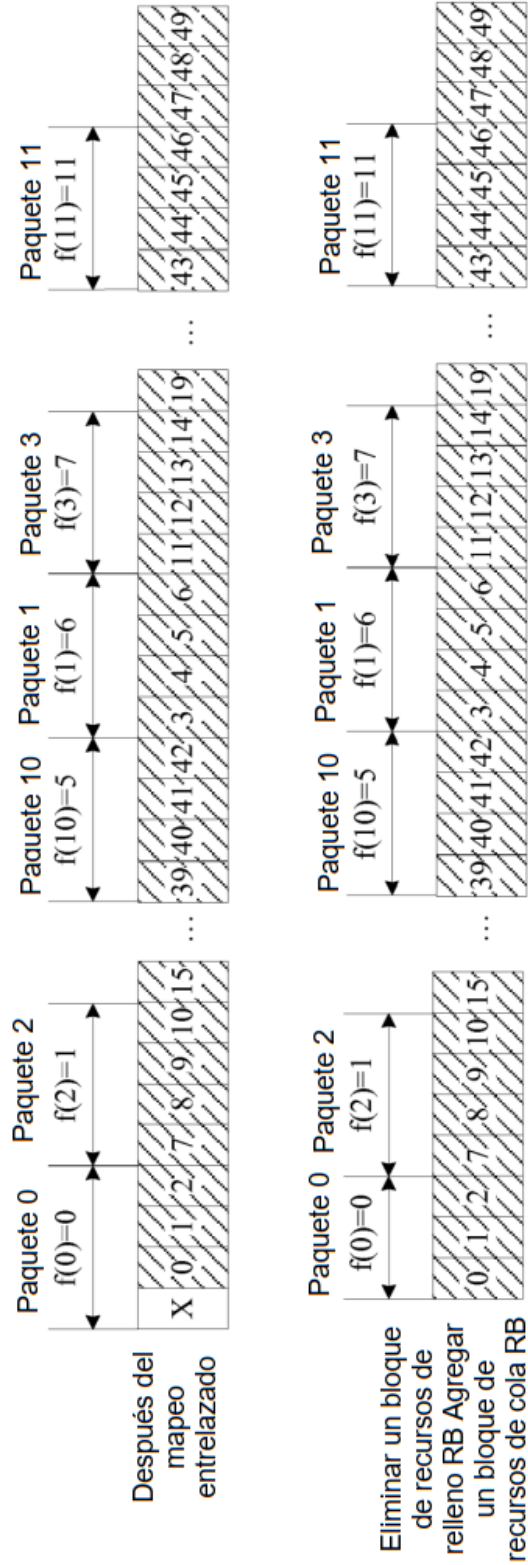 Paquete 0 Paquete 2 Paquete 10 Paquete 1 Paquete 3 Paquete 11
f(0)=0 f(2)=1 f(10)=5 f(1)=6 f(3)=7 f(11)=11
Después del
mapeo
entrelazado
X 0 1 2 7 8 9 10 15 ... 39 40 41 42 3 4 5 6 11 12 13 14 19 ... 43 44 45 46 47 48 49
Paquete 0 Paquete 2 Paquete 10 Paquete 1 Paquete 3 Paquete 11
f(0)=0 f(2)=1 f(10)=5 f(1)=6 f(3)=7 f(11)=11
Eliminar un bloque
de recursos de
relleno RB Agregar
un bloque de
recursos de cola RB
0 1 2 7 8 9 10 15 ... 39 40 41 42 3 4 5 6 11 12 13 14 19 ... 43 44 45 46 47 48 49